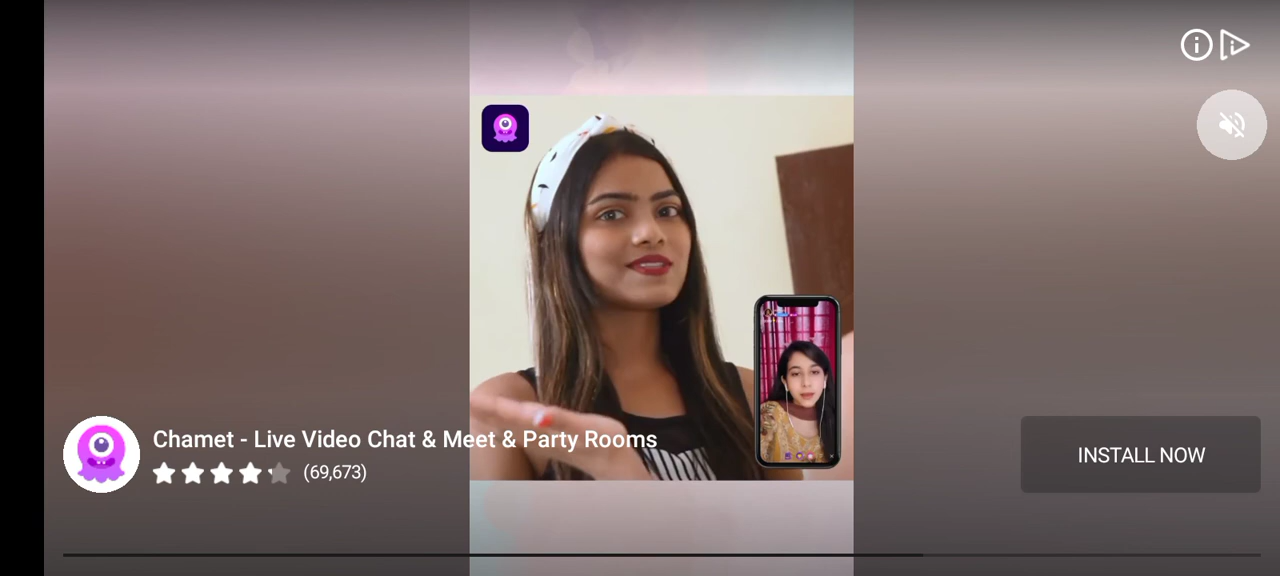 Chamet - Live Video Chat & Meet & Party Rooms
(69,673)
INSTALL NOW